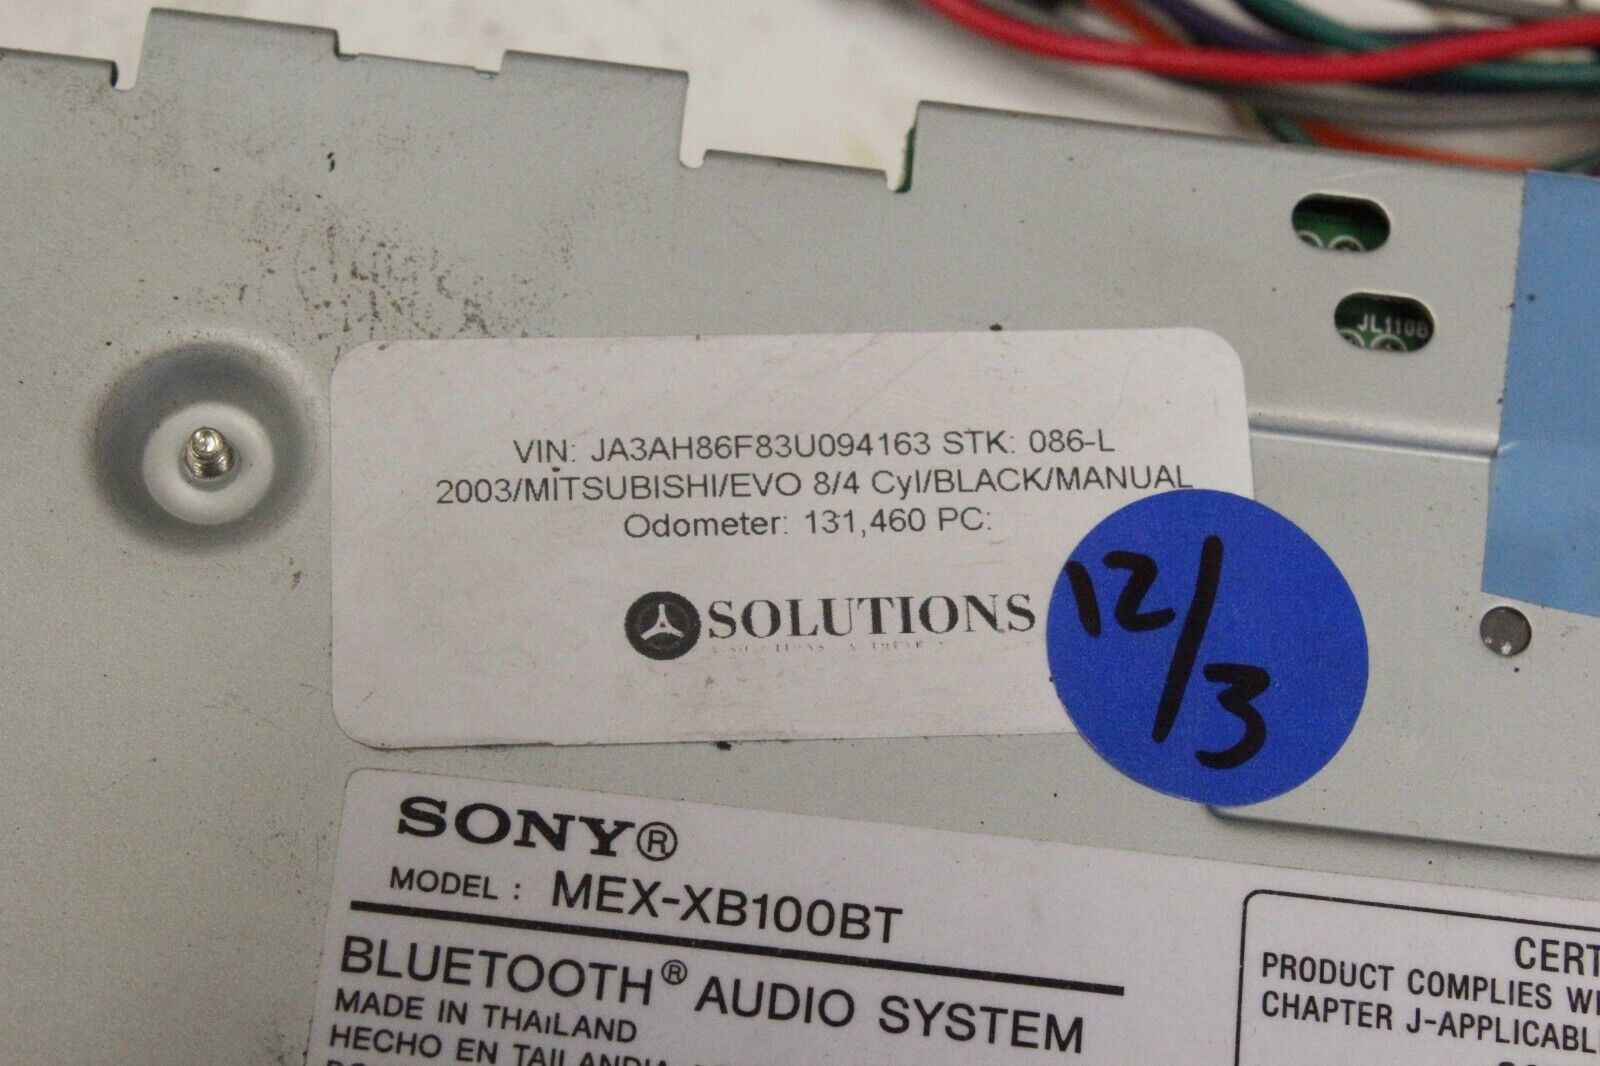 JL1108
VIN: JA3AH86F83U094163 STK: 086-L
2003/MITSUBISHI/EVO 8/4 Cyl/BLACK/MANUAL
Odometer: 131,460 PC:
SOLUTIONS
12/3
SONY®
MODEL : MEX-XB100BT
BLUETOOTH® AUDIO SYSTEM
MADE IN THAILAND
HECHO EN TAILANDIA
CERT
PRODUCT COMPLIES WI
CHAPTER J-APPLICABL